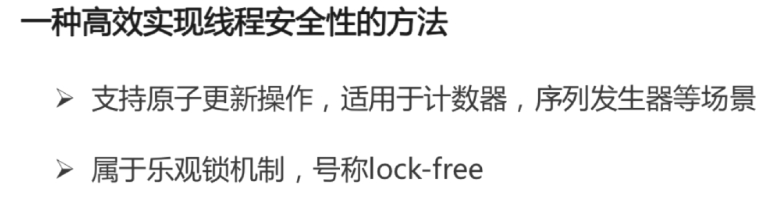 一种高效实现线程安全性的方法
➢ 支持原子更新操作，适用于计数器，序列发生器等场景
➢ 属于乐观锁机制，号称lock-free